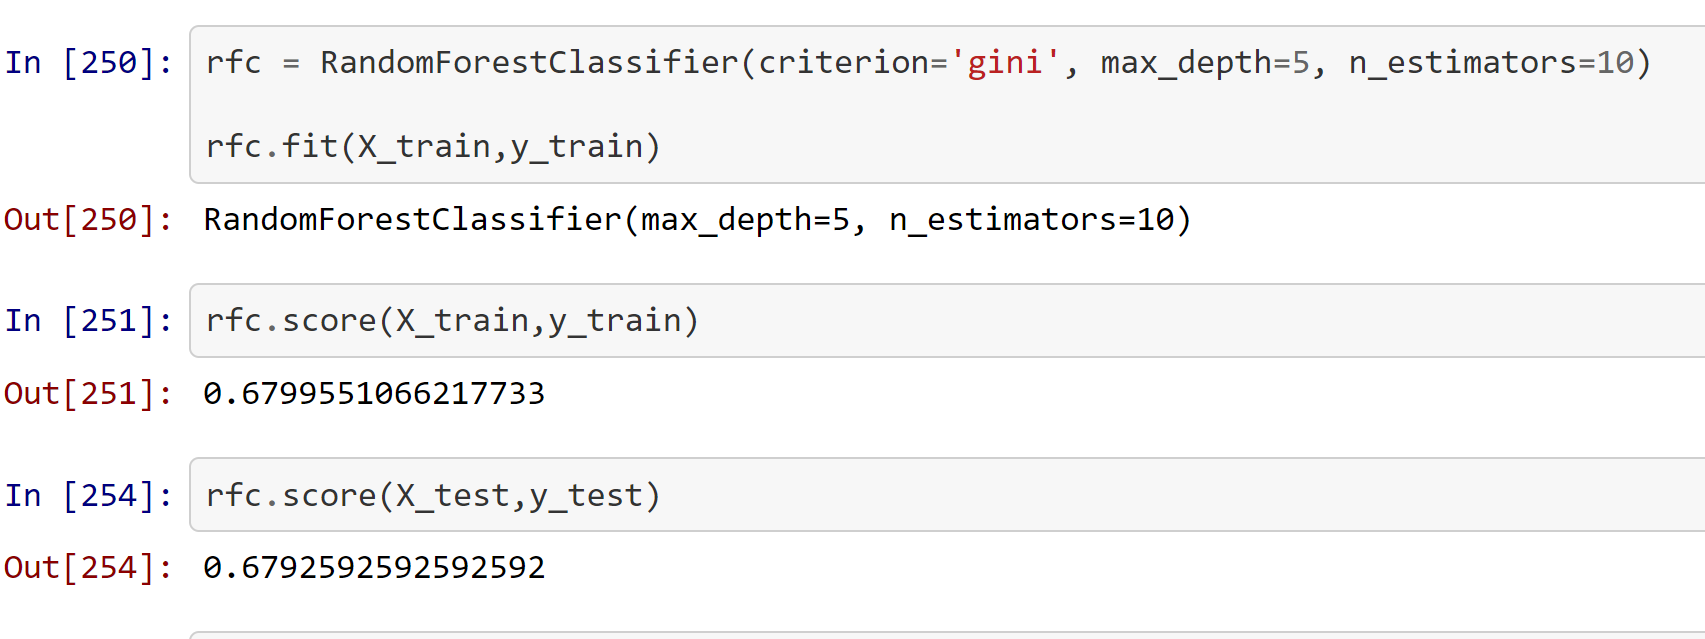 In [250]: rfc = RandomForestClassifier(criterion='gini', max_depth=5, n_estimators=10)
rfc.fit(X_train,y_train)
Out[250]: RandomForestClassifier(max_depth=5, n_estimators=10)
In [251]: rfc.score(X_train,y_train)
Out[251]: 0.6799551066217733
In [254]: rfc.score(X_test,y_test)
Out[254]: 0.6792592592592592